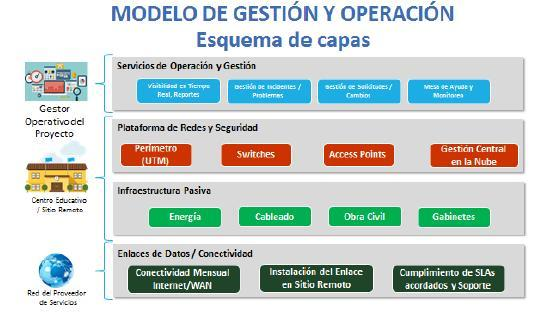 MODELO DE GESTIÓN Y OPERACIÓN
Esquema de capas
Servicios de Operación y Gestión
Visibilidad en Tiempo
Real, Reportes
Gestión de Incidentes /
Problemas
Gestión de Solicitudes /
Cambios
Mesa de Ayuda y
Monitoreo
Gestor
Operativo del
Proyecto
Plataforma de Redes y Seguridad
Perímetro
(UTM)
Switches
Access Points
Gestión Central
en la Nube
Centro Educativo
/ Sitio Remoto
Infraestructura Pasiva
Energía
Cableado
Obra Civil
Gabinetes
Enlaces de Datos / Conectividad
Conectividad Mensual
Internet/WAN
Instalación del Enlace
en Sitio Remoto
Cumplimiento de SLAs
acordados y Soporte
Red del Proveedor
de Servicios